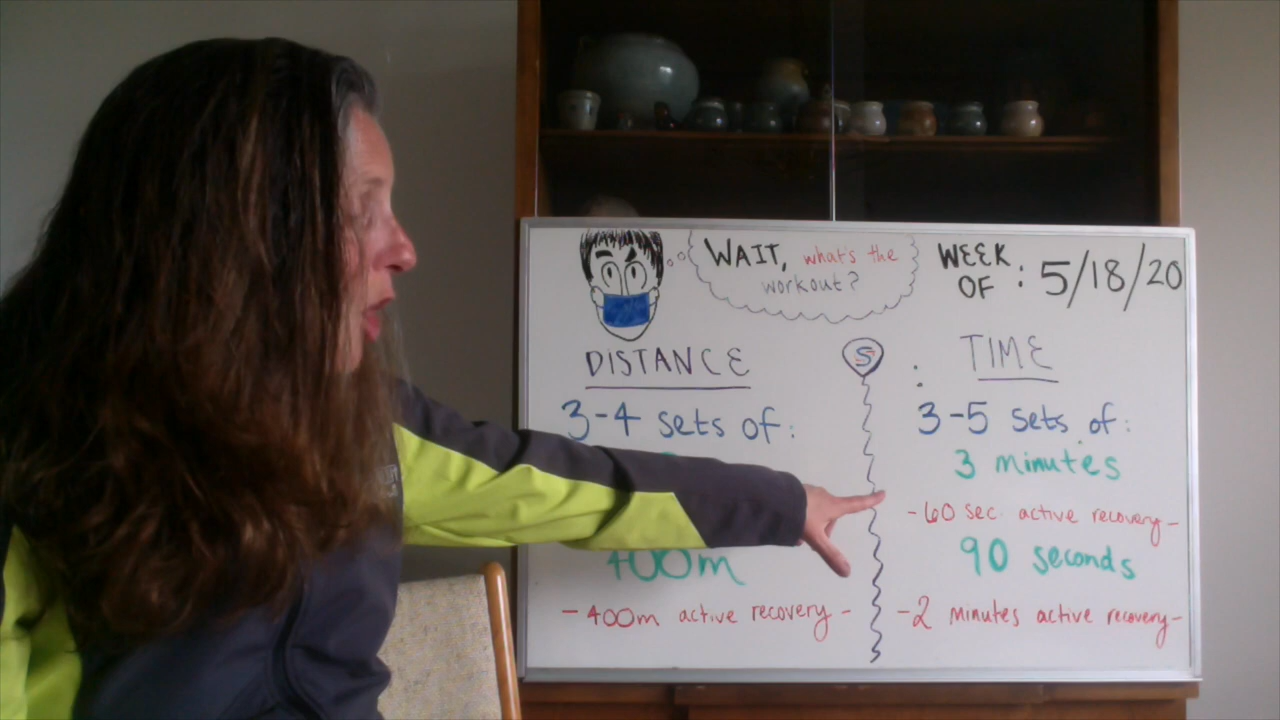 WAIT, what's the
workout?
WEEK
OF : 5/18/20
DISTANCE
3-4 sets of:
400m
- 400m active recovery -
S
TIME
3-5 sets of:
3 minutes
- 60 sec. active recovery -
90 seconds
- 2 minutes active recovery -